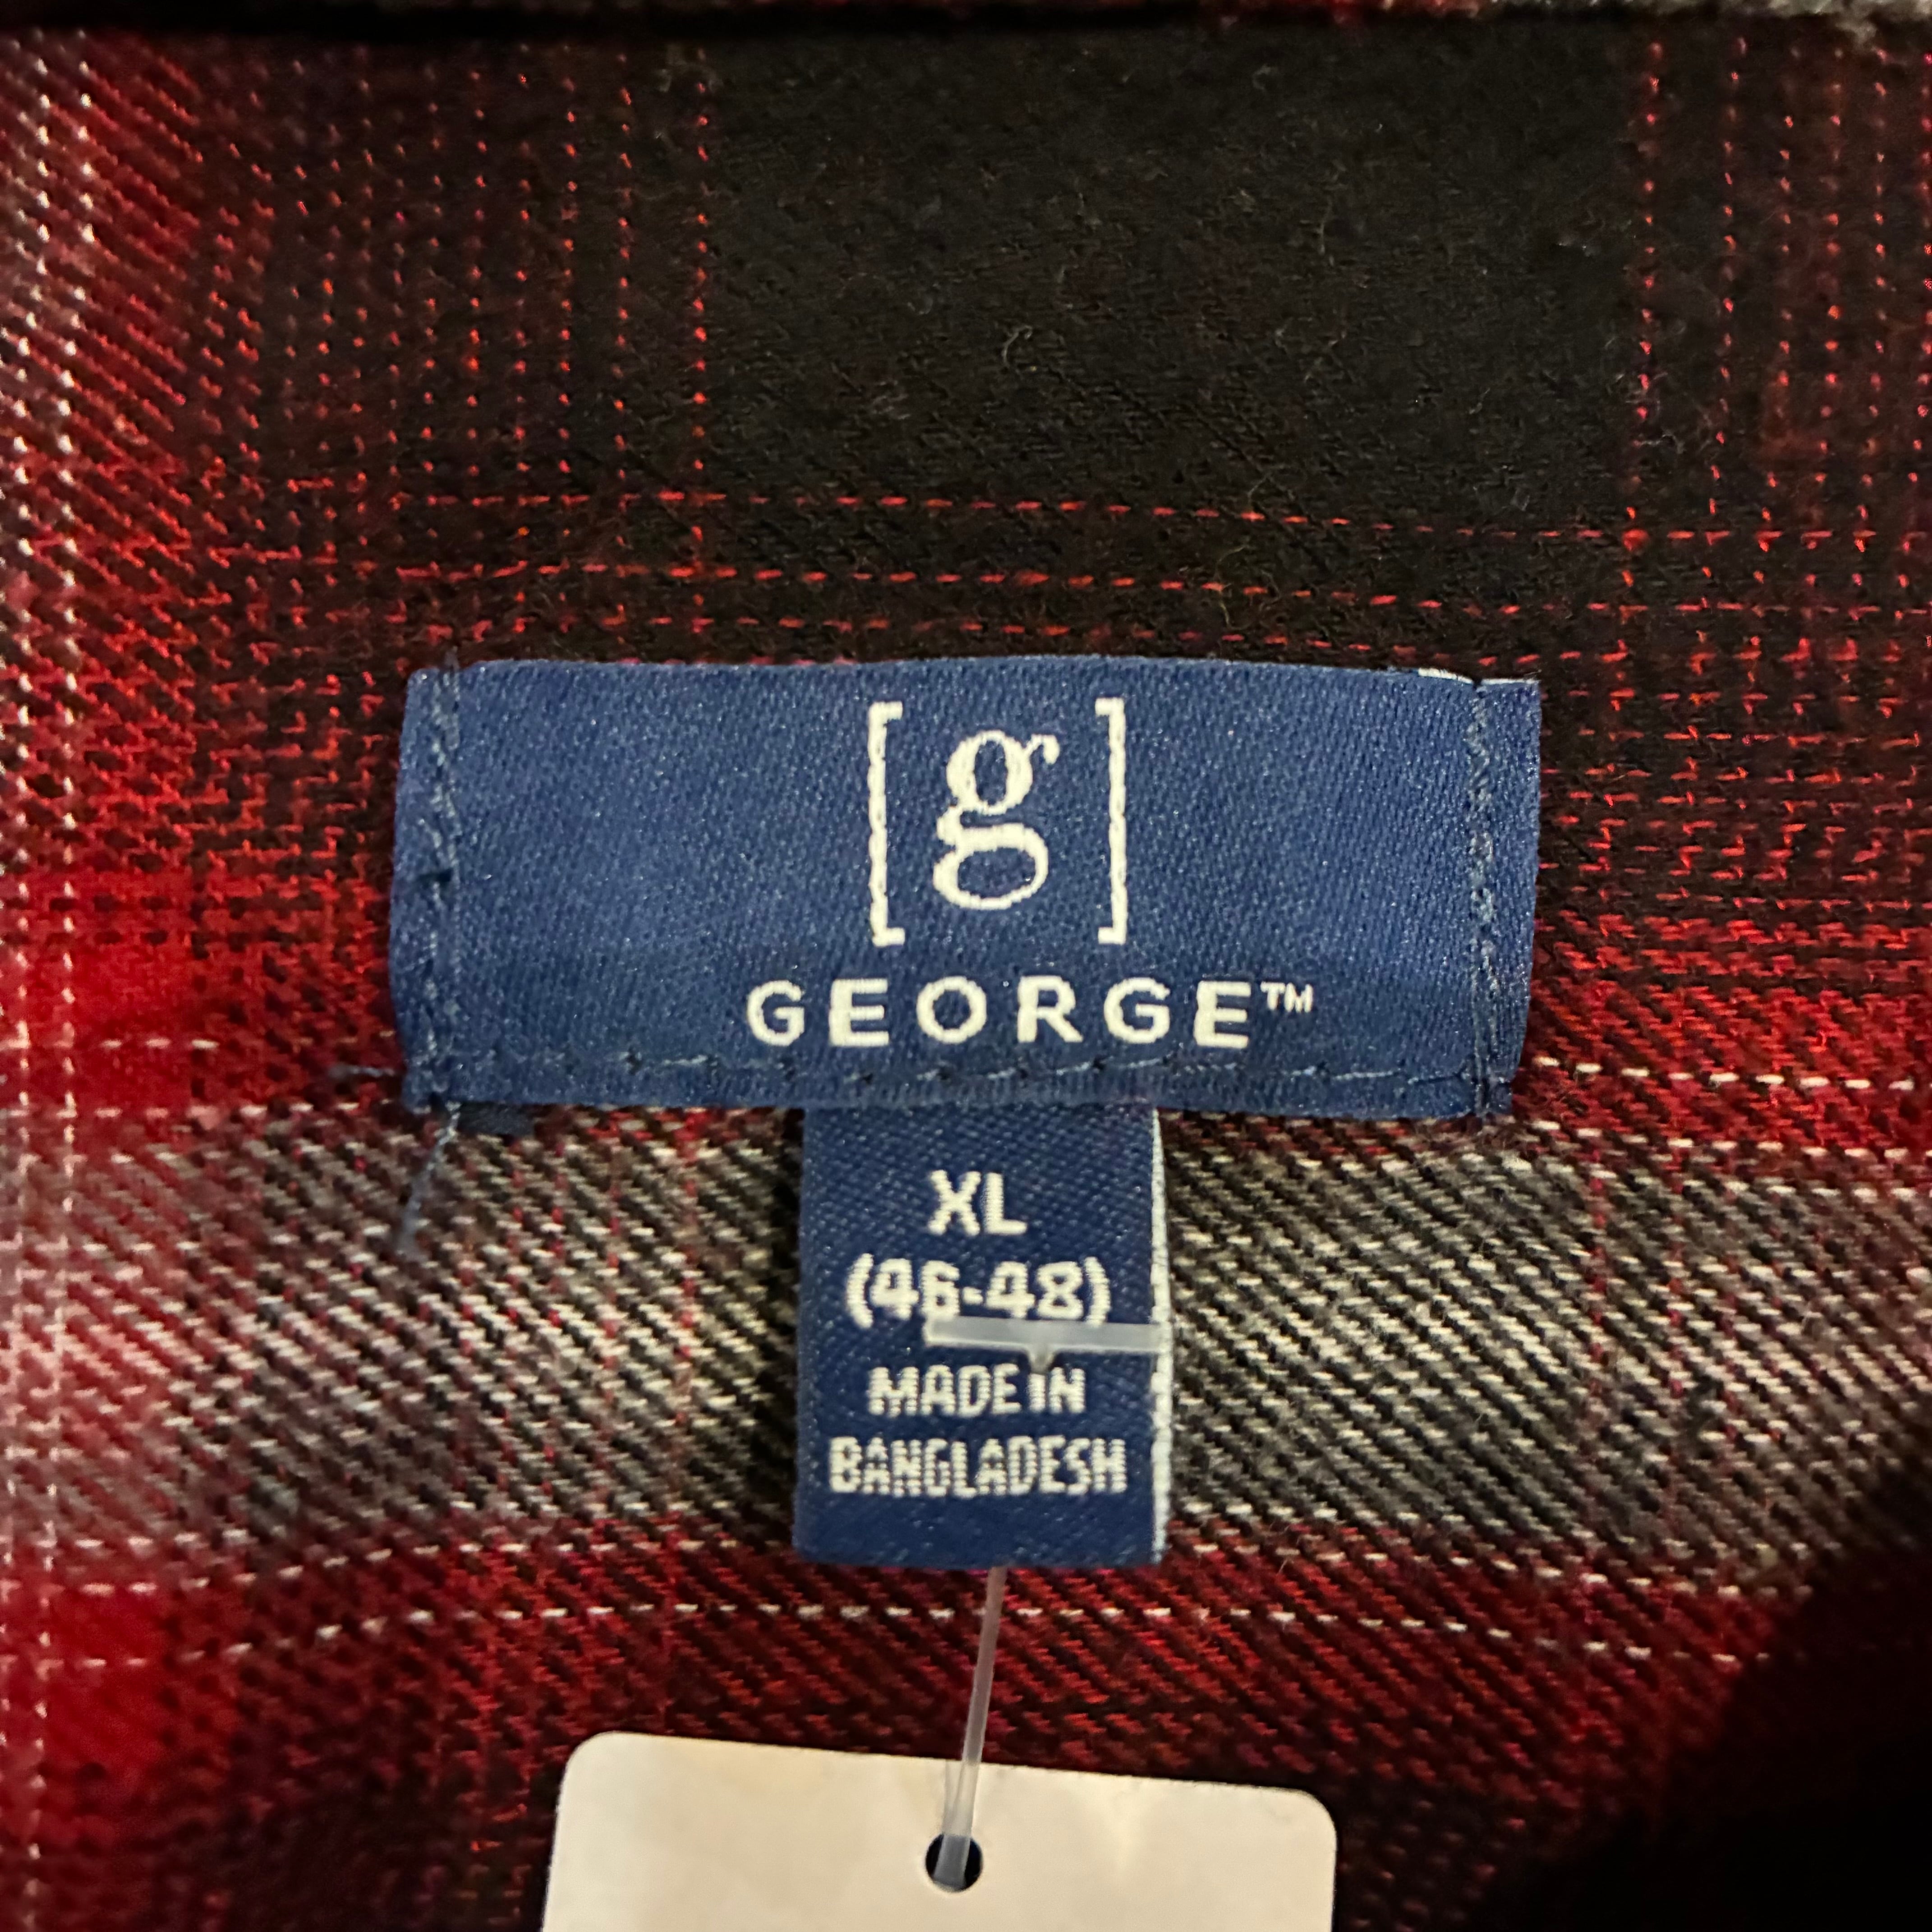 [g]
GEORGE™
XL
(46-48)
MADE IN
BANGLADESH